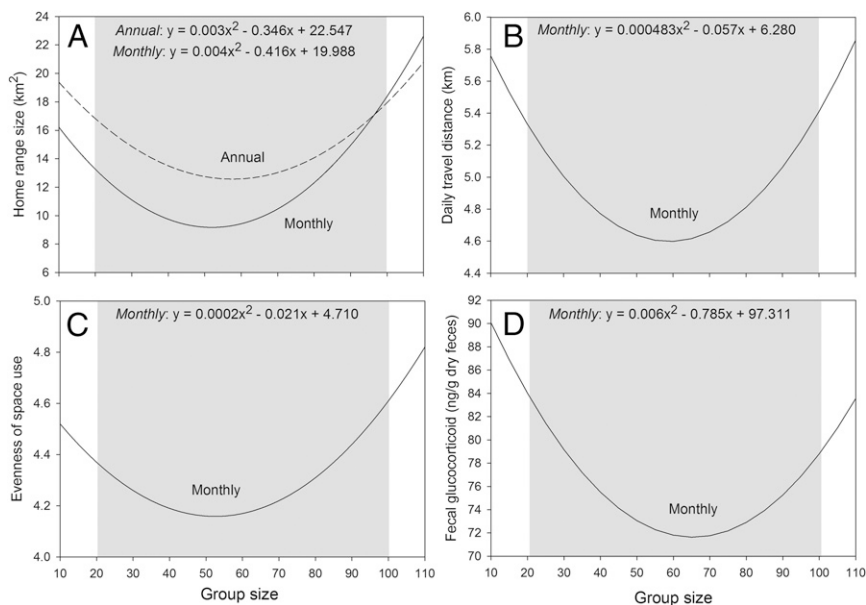 A
Annual: y = 0.003x² - 0.346x + 22.547
Monthly: y = 0.004x² - 0.416x + 19.988
Home range size (km²)
24
22
20
18
16
14
12
10
8
6
Annual
Monthly
B
Monthly: y = 0.000483x² - 0.057x + 6.280
Daily travel distance (km)
6.0
5.8
5.6
5.4
5.2
5.0
4.8
4.6
4.4
Monthly
C
Monthly: y = 0.0002x² - 0.021x + 4.710
Evenness of space use
5.0
4.8
4.6
4.4
4.2
4.0
Monthly
10 20 30 40 50 60 70 80 90 100 110
Group size
D
Monthly: y = 0.006x² - 0.785x + 97.311
Fecal glucocorticoid (ng/g dry feces)
92
90
88
86
84
82
80
78
76
74
72
70
Monthly
10 20 30 40 50 60 70 80 90 100 110
Group size